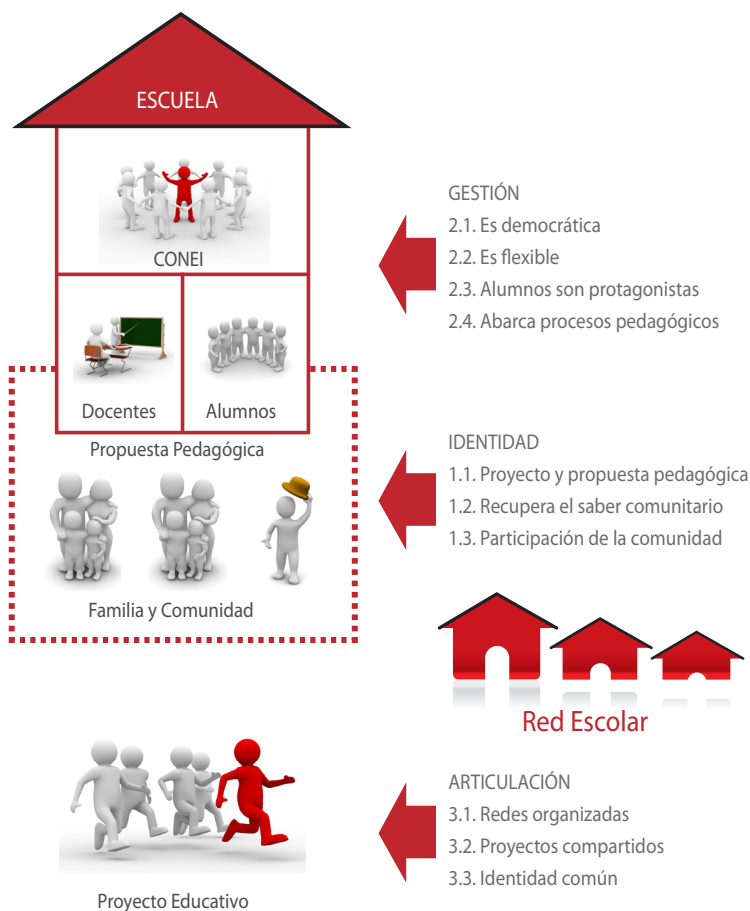 ESCUELA
CONEI
Docentes
Alumnos
Propuesta Pedagógica
Familia y Comunidad
Proyecto Educativo
GESTIÓN
2.1. Es democrática
2.2. Es flexible
2.3. Alumnos son protagonistas
2.4. Abarca procesos pedagógicos
IDENTIDAD
1.1. Proyecto y propuesta pedagógica
1.2. Recupera el saber comunitario
1.3. Participación de la comunidad
Red Escolar
ARTICULACIÓN
3.1. Redes organizadas
3.2. Proyectos compartidos
3.3. Identidad común